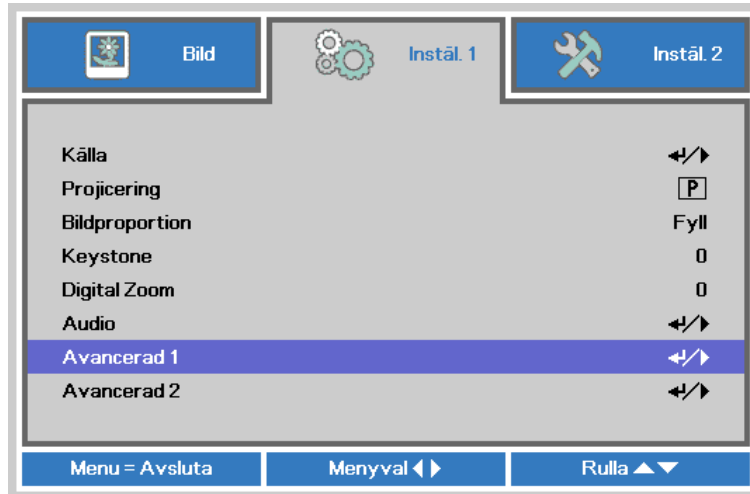 Bild Instäl. 1 Instäl. 2
Källa
Projicering P
Bildproportion Fyll
Keystone 0
Digital Zoom 0
Audio
Avancerad 1
Avancerad 2
Menu = Avsluta Menyval Rulla